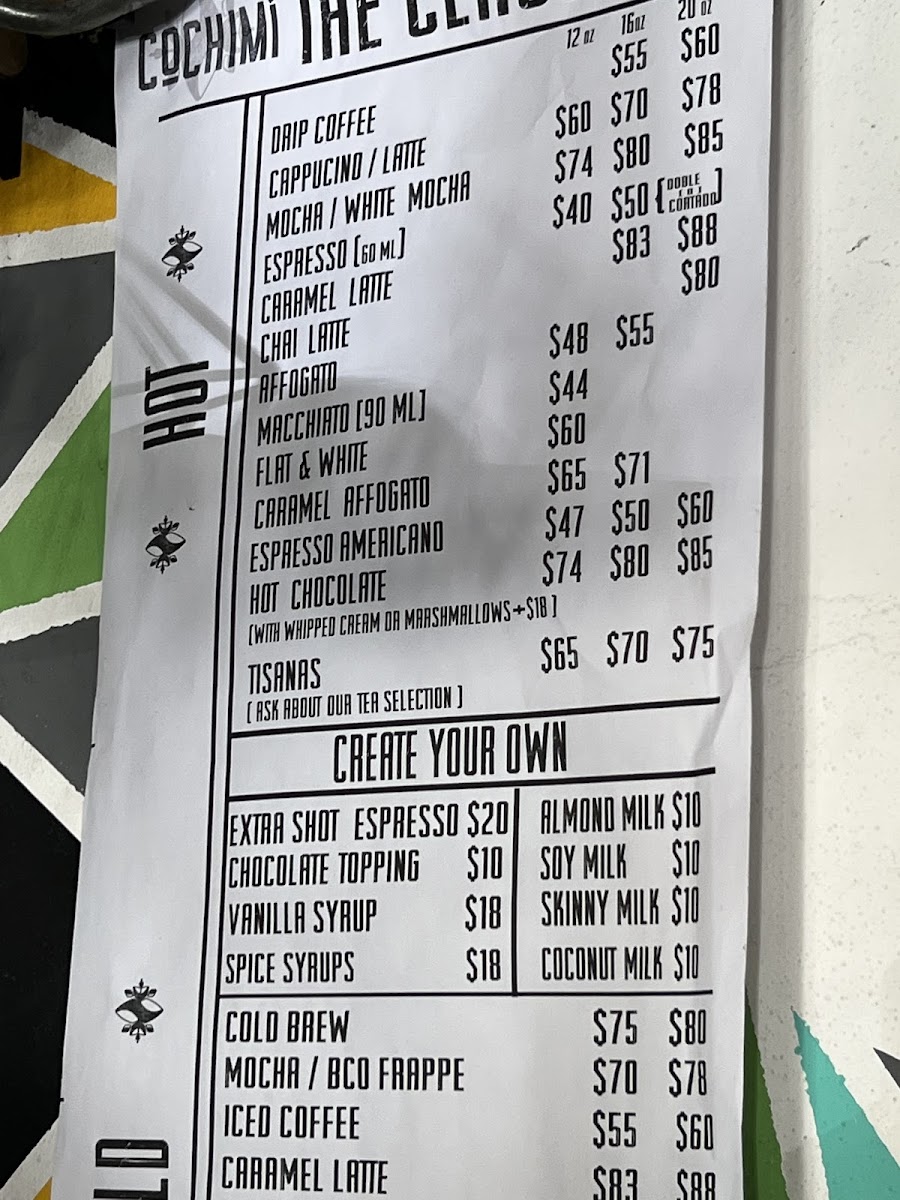 COCHIMÍ THE
12 oz 16oz 20 oz
HOT
DRIP COFFEE $55 $60
CAPPUCINO / LATTE $60 $70 $78
MOCHA / WHITE MOCHA $74 $80 $85
ESPRESSO [60 ML] $40 $50 [DOBLE CORTADO]
CARAMEL LATTE $83 $88
CHAI LATTE $80
AFFOGATO $48 $55
MACCHIATO [90 ML] $44
FLAT & WHITE $60
CARAMEL AFFOGATO $65 $71
ESPRESSO AMERICANO $47 $50 $60
HOT CHOCOLATE $74 $80 $85
[WITH WHIPPED CREAM OR MARSHMALLOWS +$18 ]
TISANAS $65 $70 $75
[ ASK ABOUT OUR TEA SELECTION ]
CREATE YOUR OWN
EXTRA SHOT ESPRESSO $20
CHOCOLATE TOPPING $10
VANILLA SYRUP $18
SPICE SYRUPS $18
ALMOND MILK $10
SOY MILK $10
SKINNY MILK $10
COCONUT MILK $10
COLD BREW $75 $80
MOCHA / BCO FRAPPE $70 $78
ICED COFFEE $55 $60
CARAMEL LATTE $83 $88